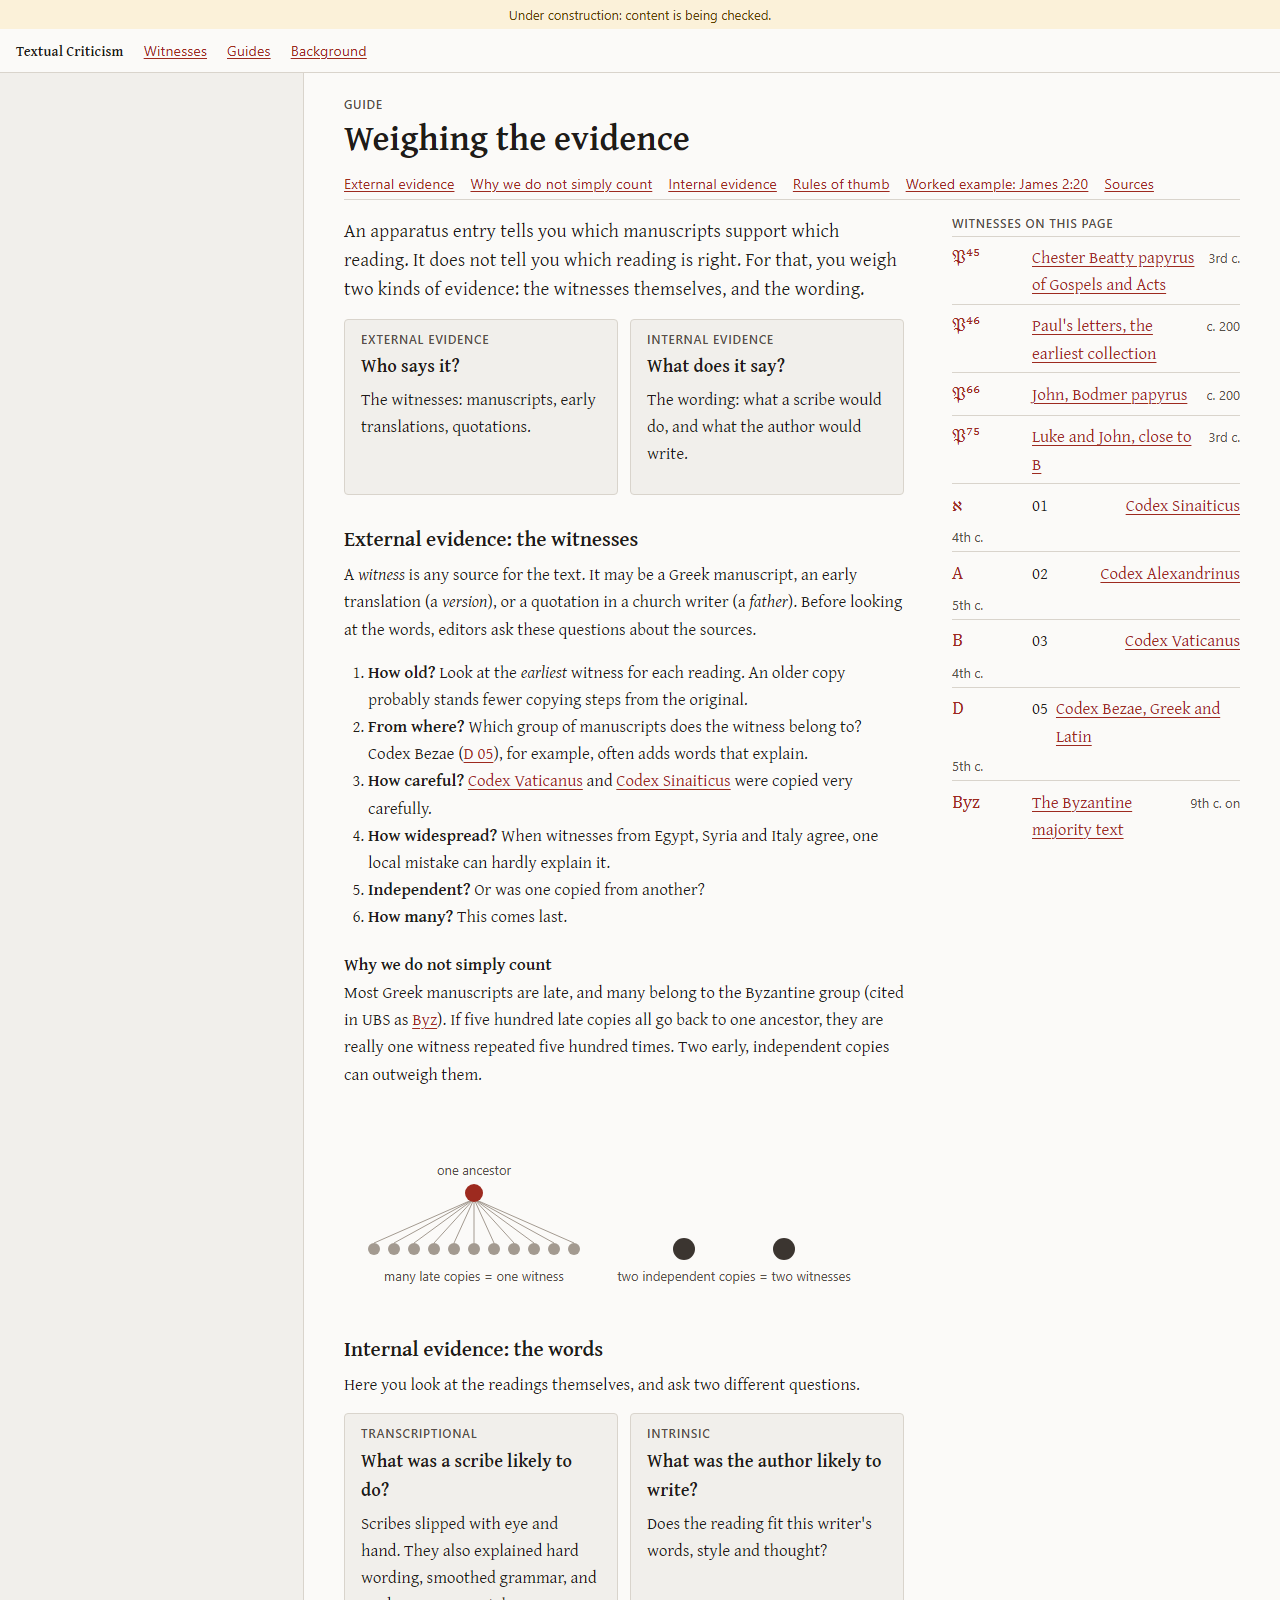 Under construction: content is being checked.
Textual Criticism Witnesses Guides Background
GUIDE
Weighing the evidence
External evidence Why we do not simply count Internal evidence Rules of thumb Worked example: James 2:20 Sources
An apparatus entry tells you which manuscripts support which
reading. It does not tell you which reading is right. For that, you weigh
two kinds of evidence: the witnesses themselves, and the wording.
EXTERNAL EVIDENCE
Who says it?
The witnesses: manuscripts, early
translations, quotations.
INTERNAL EVIDENCE
What does it say?
The wording: what a scribe would
do, and what the author would
write.
External evidence: the witnesses
A witness is any source for the text. It may be a Greek manuscript, an early
translation (a version), or a quotation in a church writer (a father). Before looking
at the words, editors ask these questions about the sources.
1. How old? Look at the earliest witness for each reading. An older copy
probably stands fewer copying steps from the original.
2. From where? Which group of manuscripts does the witness belong to?
Codex Bezae (D 05), for example, often adds words that explain.
3. How careful? Codex Vaticanus and Codex Sinaiticus were copied very
carefully.
4. How widespread? When witnesses from Egypt, Syria and Italy agree, one
local mistake can hardly explain it.
5. Independent? Or was one copied from another?
6. How many? This comes last.
Why we do not simply count
Most Greek manuscripts are late, and many belong to the Byzantine group (cited
in UBS as Byz). If five hundred late copies all go back to one ancestor, they are
really one witness repeated five hundred times. Two early, independent copies
can outweigh them.
one ancestor
many late copies = one witness
two independent copies = two witnesses
Internal evidence: the words
Here you look at the readings themselves, and ask two different questions.
TRANSCRIPTIONAL
What was a scribe likely to
do?
Scribes slipped with eye and
hand. They also explained hard
wording, smoothed grammar, and
INTRINSIC
What was the author likely to
write?
Does the reading fit this writer's
words, style and thought?
WITNESSES ON THIS PAGE
𝔓⁴⁵ Chester Beatty papyrus 3rd c.
of Gospels and Acts
𝔓⁴⁶ Paul's letters, the c. 200
earliest collection
𝔓⁶⁶ John, Bodmer papyrus c. 200
𝔓⁷⁵ Luke and John, close to 3rd c.
B
ℵ 01 Codex Sinaiticus
4th c.
A 02 Codex Alexandrinus
5th c.
B 03 Codex Vaticanus
4th c.
D 05 Codex Bezae, Greek and
Latin
5th c.
Byz The Byzantine 9th c. on
majority text